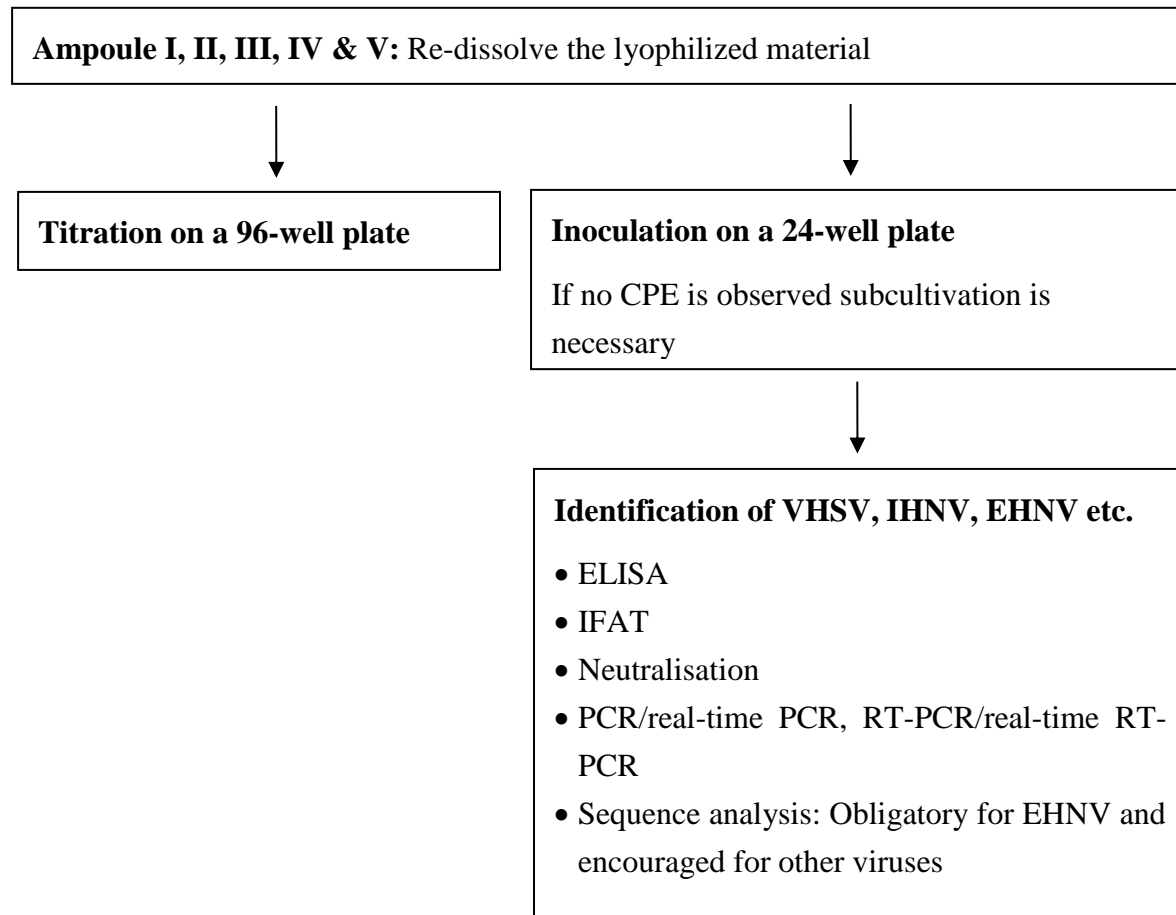 Ampoule I, II, III, IV & V: Re-dissolve the lyophilized material
Titration on a 96-well plate
Inoculation on a 24-well plate
If no CPE is observed subcultivation is
necessary
Identification of VHSV, IHNV, EHNV etc.
• ELISA
• IFAT
• Neutralisation
• PCR/real-time PCR, RT-PCR/real-time RT-
PCR
• Sequence analysis: Obligatory for EHNV and
encouraged for other viruses